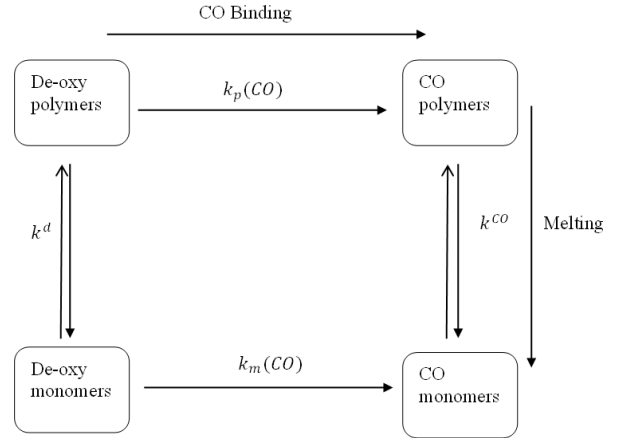 CO Binding
De-oxy
polymers
k_p(CO)
CO
polymers
k^d
k^{CO}
Melting
De-oxy
monomers
k_m(CO)
CO
monomers